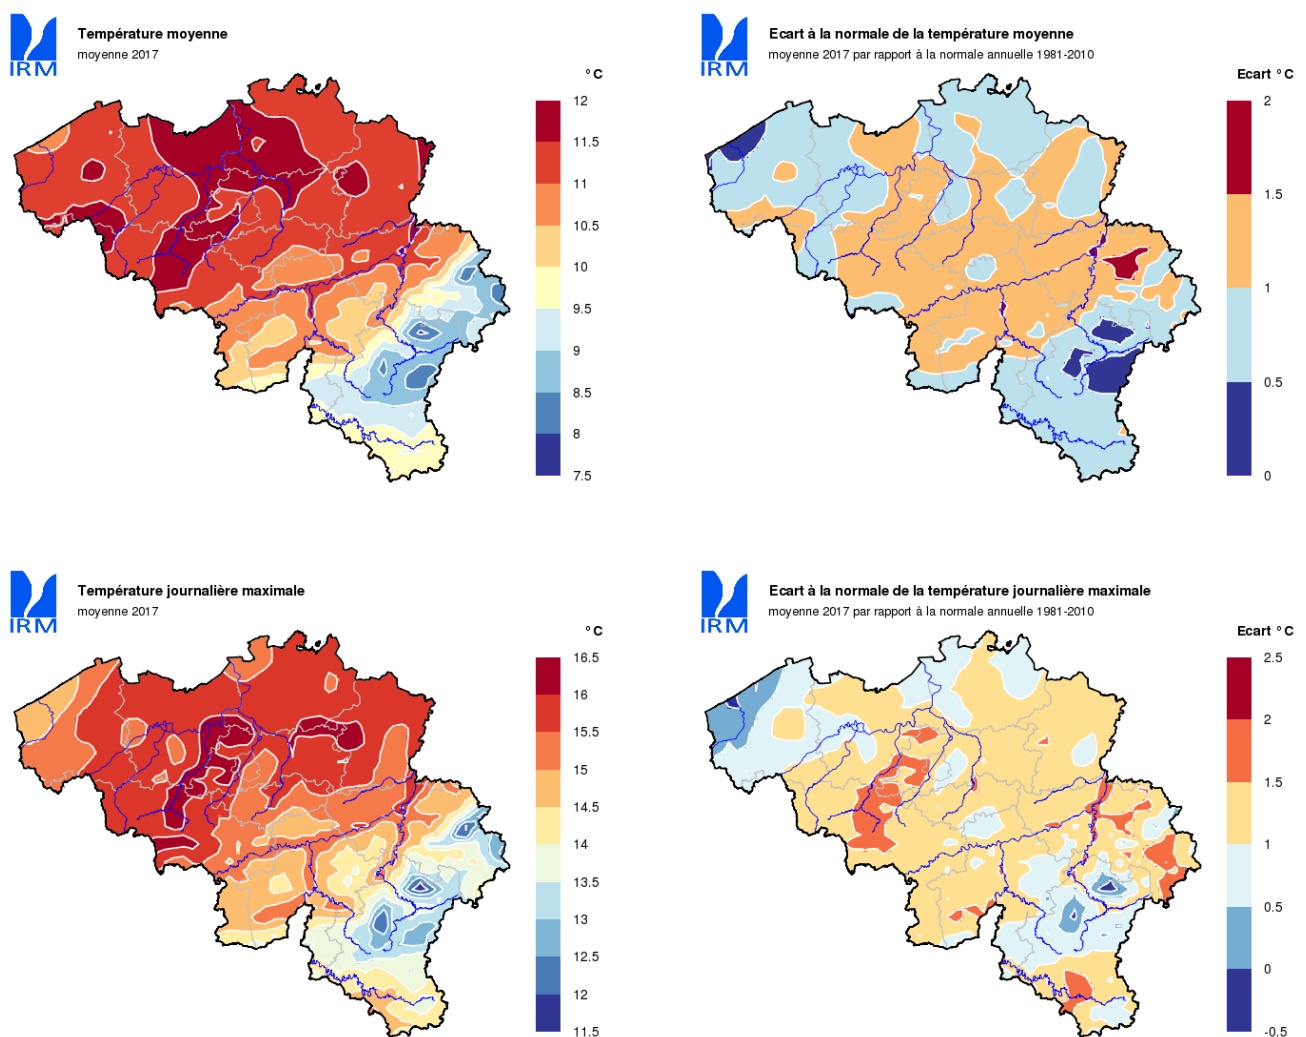 IRM
Température moyenne
moyenne 2017
°C
12
11.5
11
10.5
10
9.5
9
8.5
8
7.5
IRM
Ecart à la normale de la température moyenne
moyenne 2017 par rapport à la normale annuelle 1981-2010
Ecart °C
2
1.5
1
0.5
0
IRM
Température journalière maximale
moyenne 2017
°C
16.5
16
15.5
15
14.5
14
13.5
13
12.5
12
11.5
IRM
Ecart à la normale de la température journalière maximale
moyenne 2017 par rapport à la normale annuelle 1981-2010
Ecart °C
2.5
2
1.5
1
0.5
0
-0.5